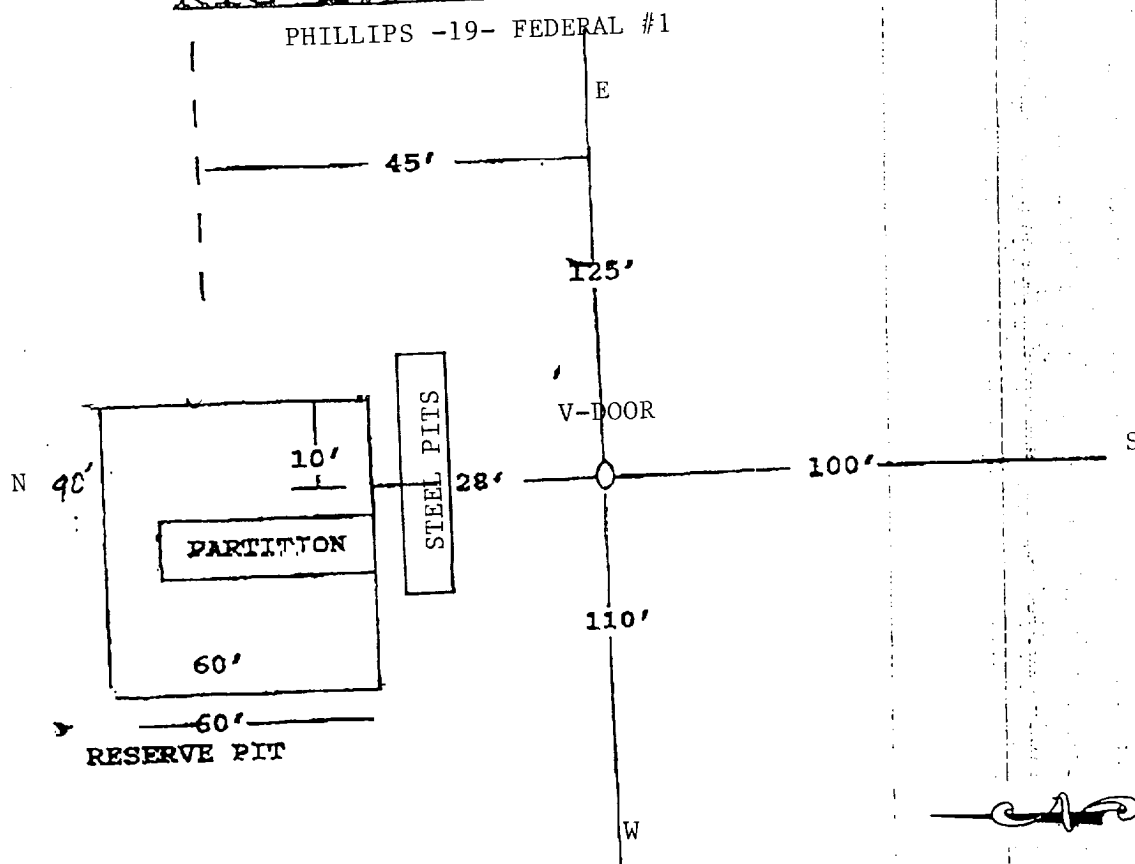 PHILLIPS -19- FEDERAL #1
E
45'
125'
V-DOOR
STEEL PITS
10'
28'
100'
S
N
90'
PARTITION
110'
60'
60'
RESERVE PIT
W